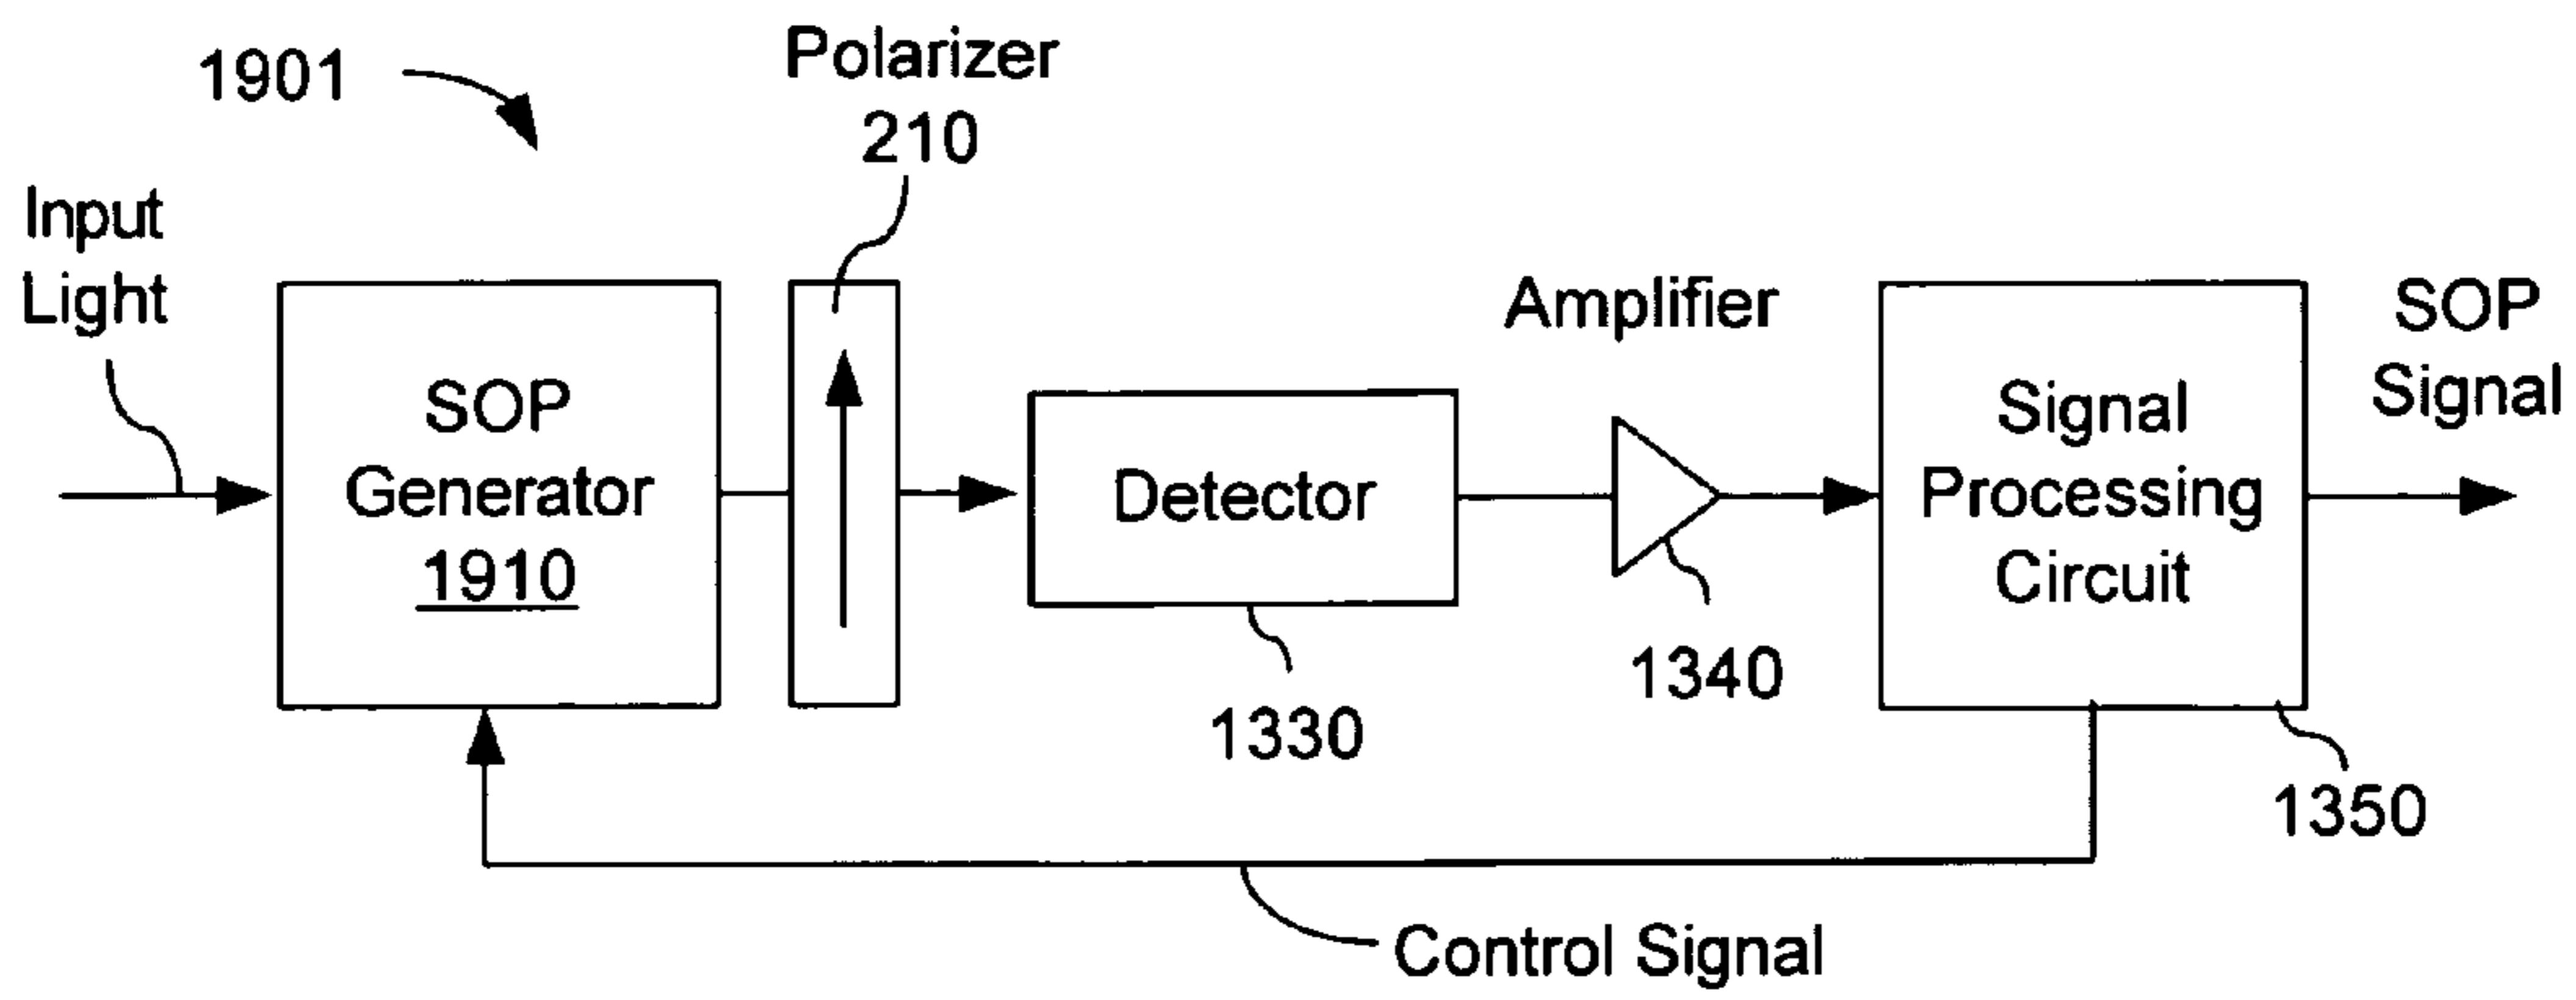 1901
Polarizer
210
Input
Light
SOP
Generator
1910
Detector
1330
Amplifier
1340
Signal
Processing
Circuit
1350
SOP
Signal
Control Signal